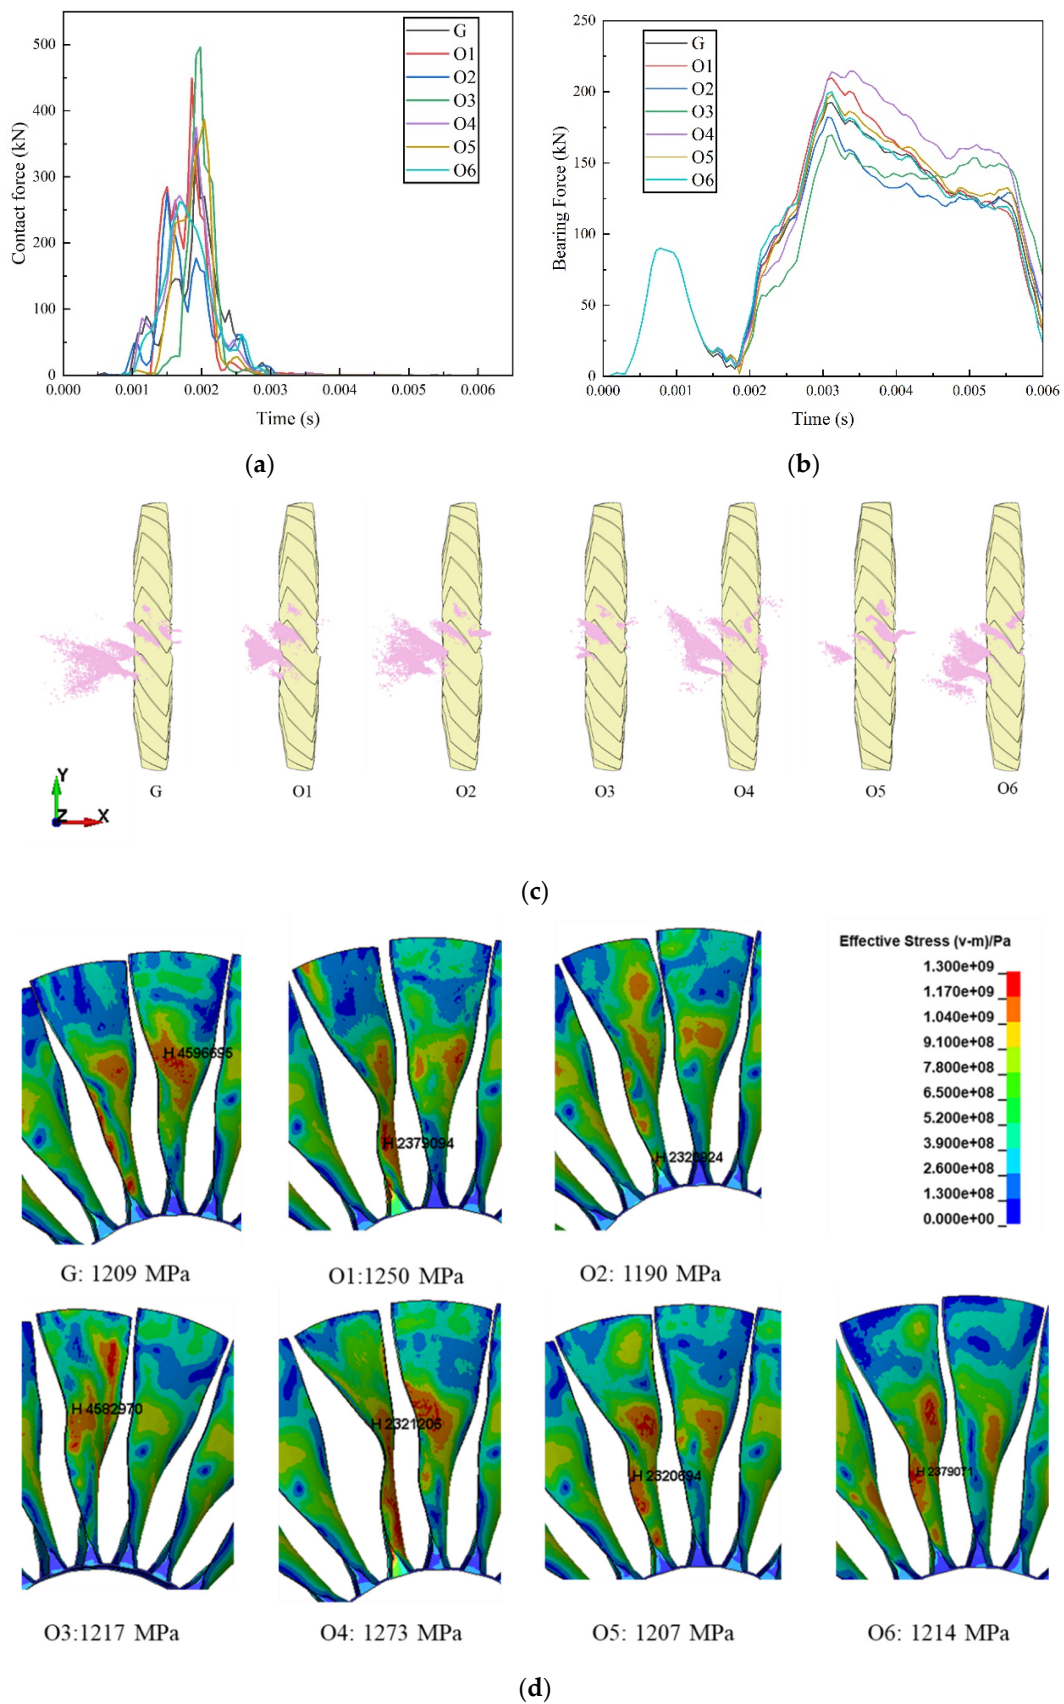 500
400
300
200
100
0
Contact force (kN)
0.000 0.001 0.002 0.003 0.004 0.005 0.006
Time (s)
G
O1
O2
O3
O4
O5
O6
(a)
250
200
150
100
50
0
Bearing Force (kN)
0.000 0.001 0.002 0.003 0.004 0.005 0.006
Time (s)
G
O1
O2
O3
O4
O5
O6
(b)
Y
Z X
G O1 O2 O3 O4 O5 O6
(c)
Effective Stress (v-m)/Pa
1.300e+09
1.170e+09
1.040e+09
9.100e+08
7.800e+08
6.500e+08
5.200e+08
3.900e+08
2.600e+08
1.300e+08
0.000e+00
H 4596695
H 2379094
H 2320924
G: 1209 MPa
O1:1250 MPa
O2: 1190 MPa
H 4582970
H 2321206
H 2320694
H 2379071
O3:1217 MPa
O4: 1273 MPa
O5: 1207 MPa
O6: 1214 MPa
(d)